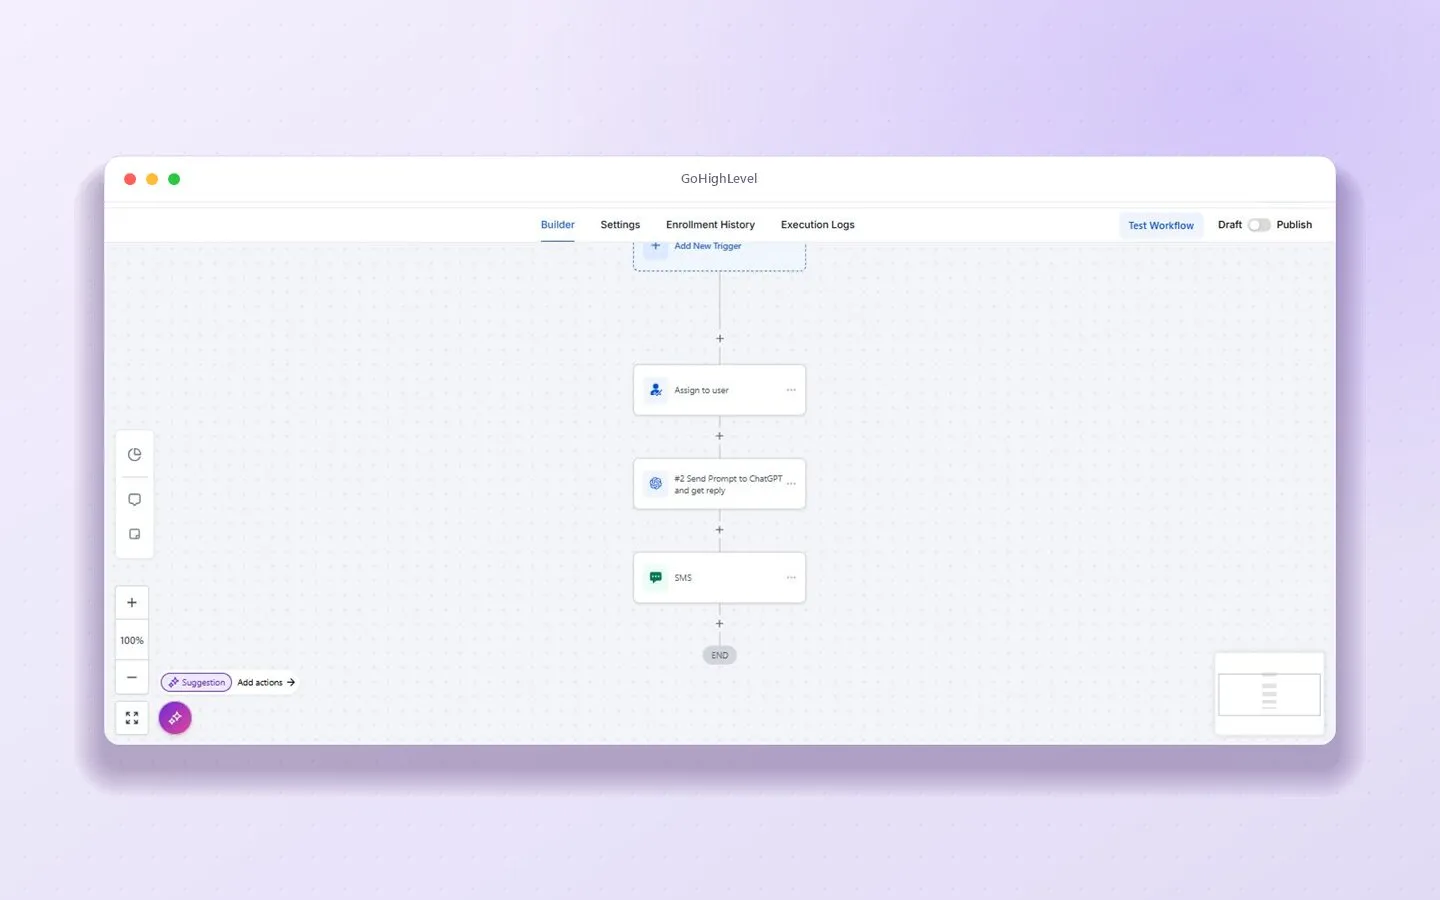 GoHighLevel
Builder
Settings
Enrollment History
Execution Logs
Test Workflow
Draft
Publish
Add New Trigger
Assign to user
#2 Send Prompt to ChatGPT
and get reply
SMS
END
100%
Suggestion
Add actions →